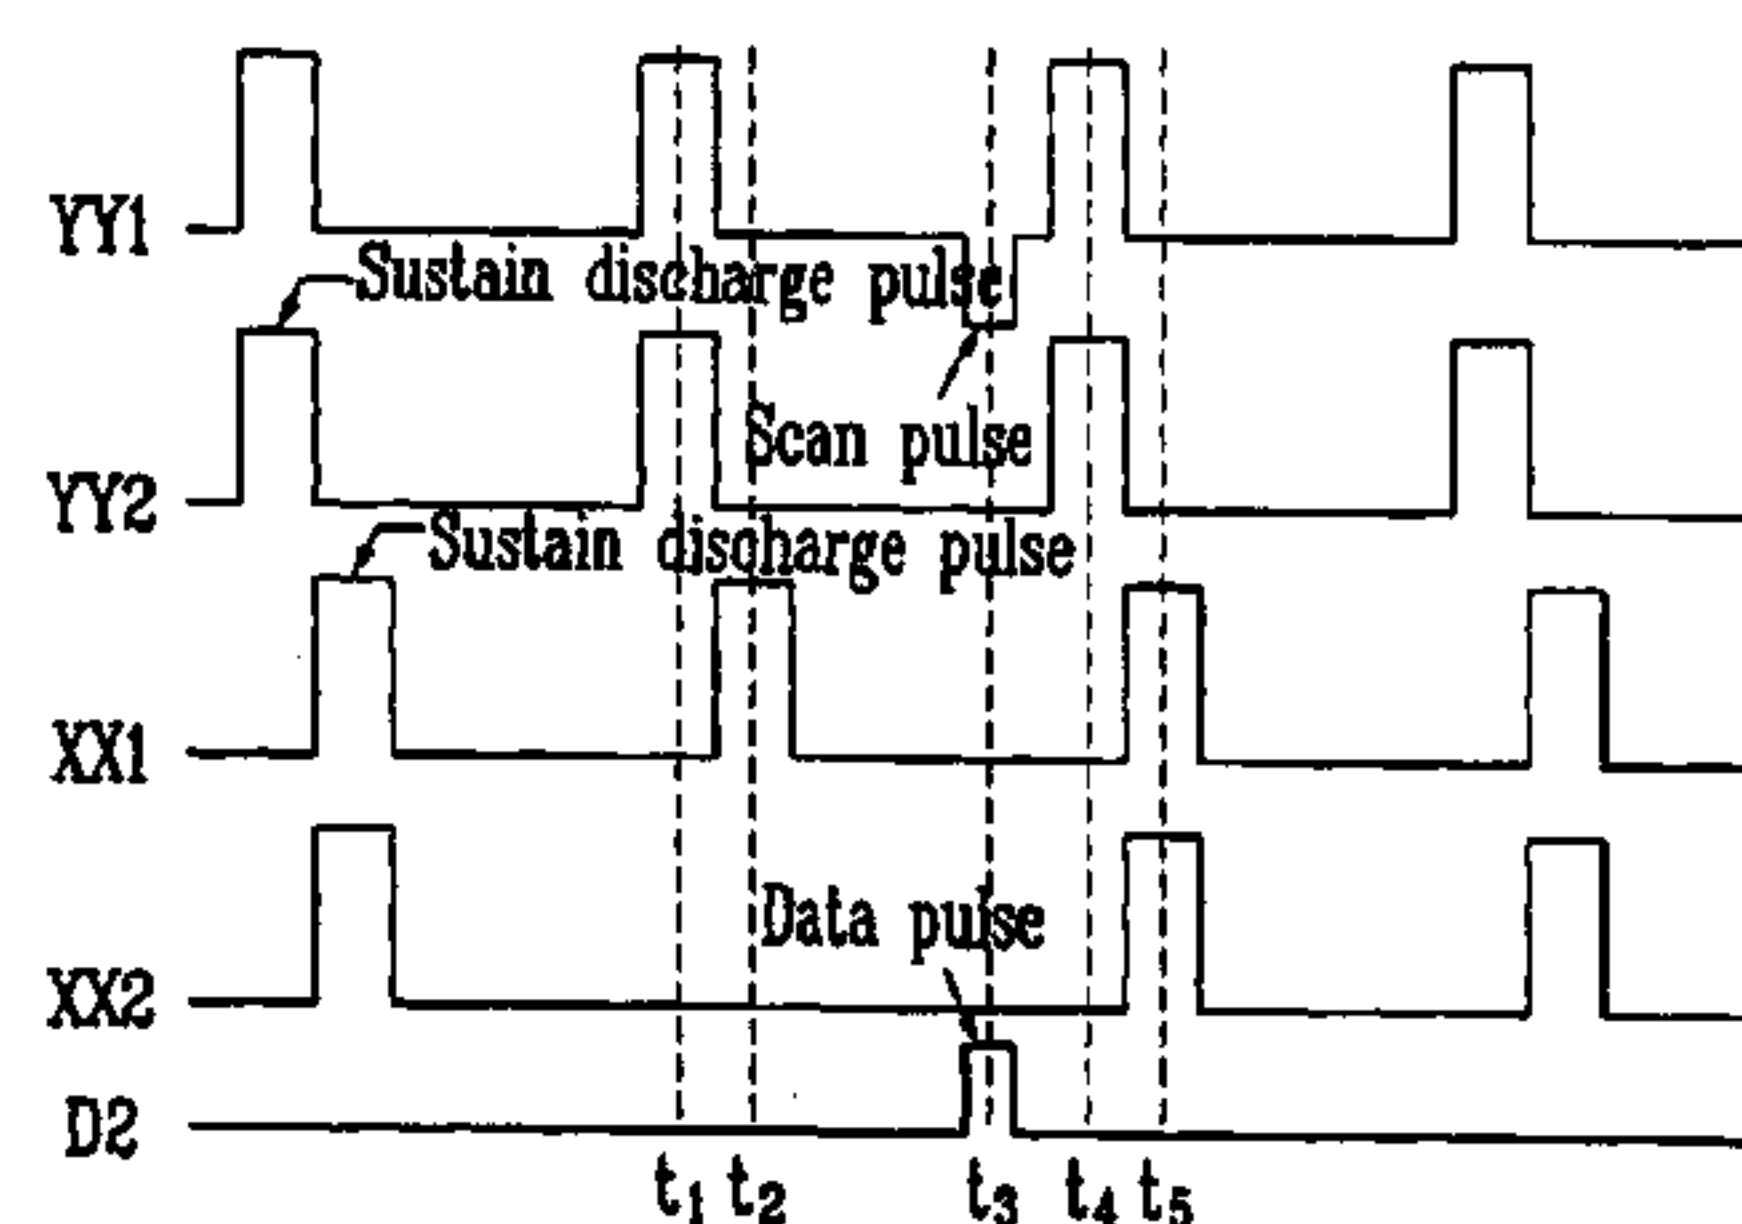 YY1
Sustain discharge pulse
Scan pulse
YY2
Sustain discharge pulse
XX1
Data pulse
XX2
D2
t1 t2 t3 t4 t5